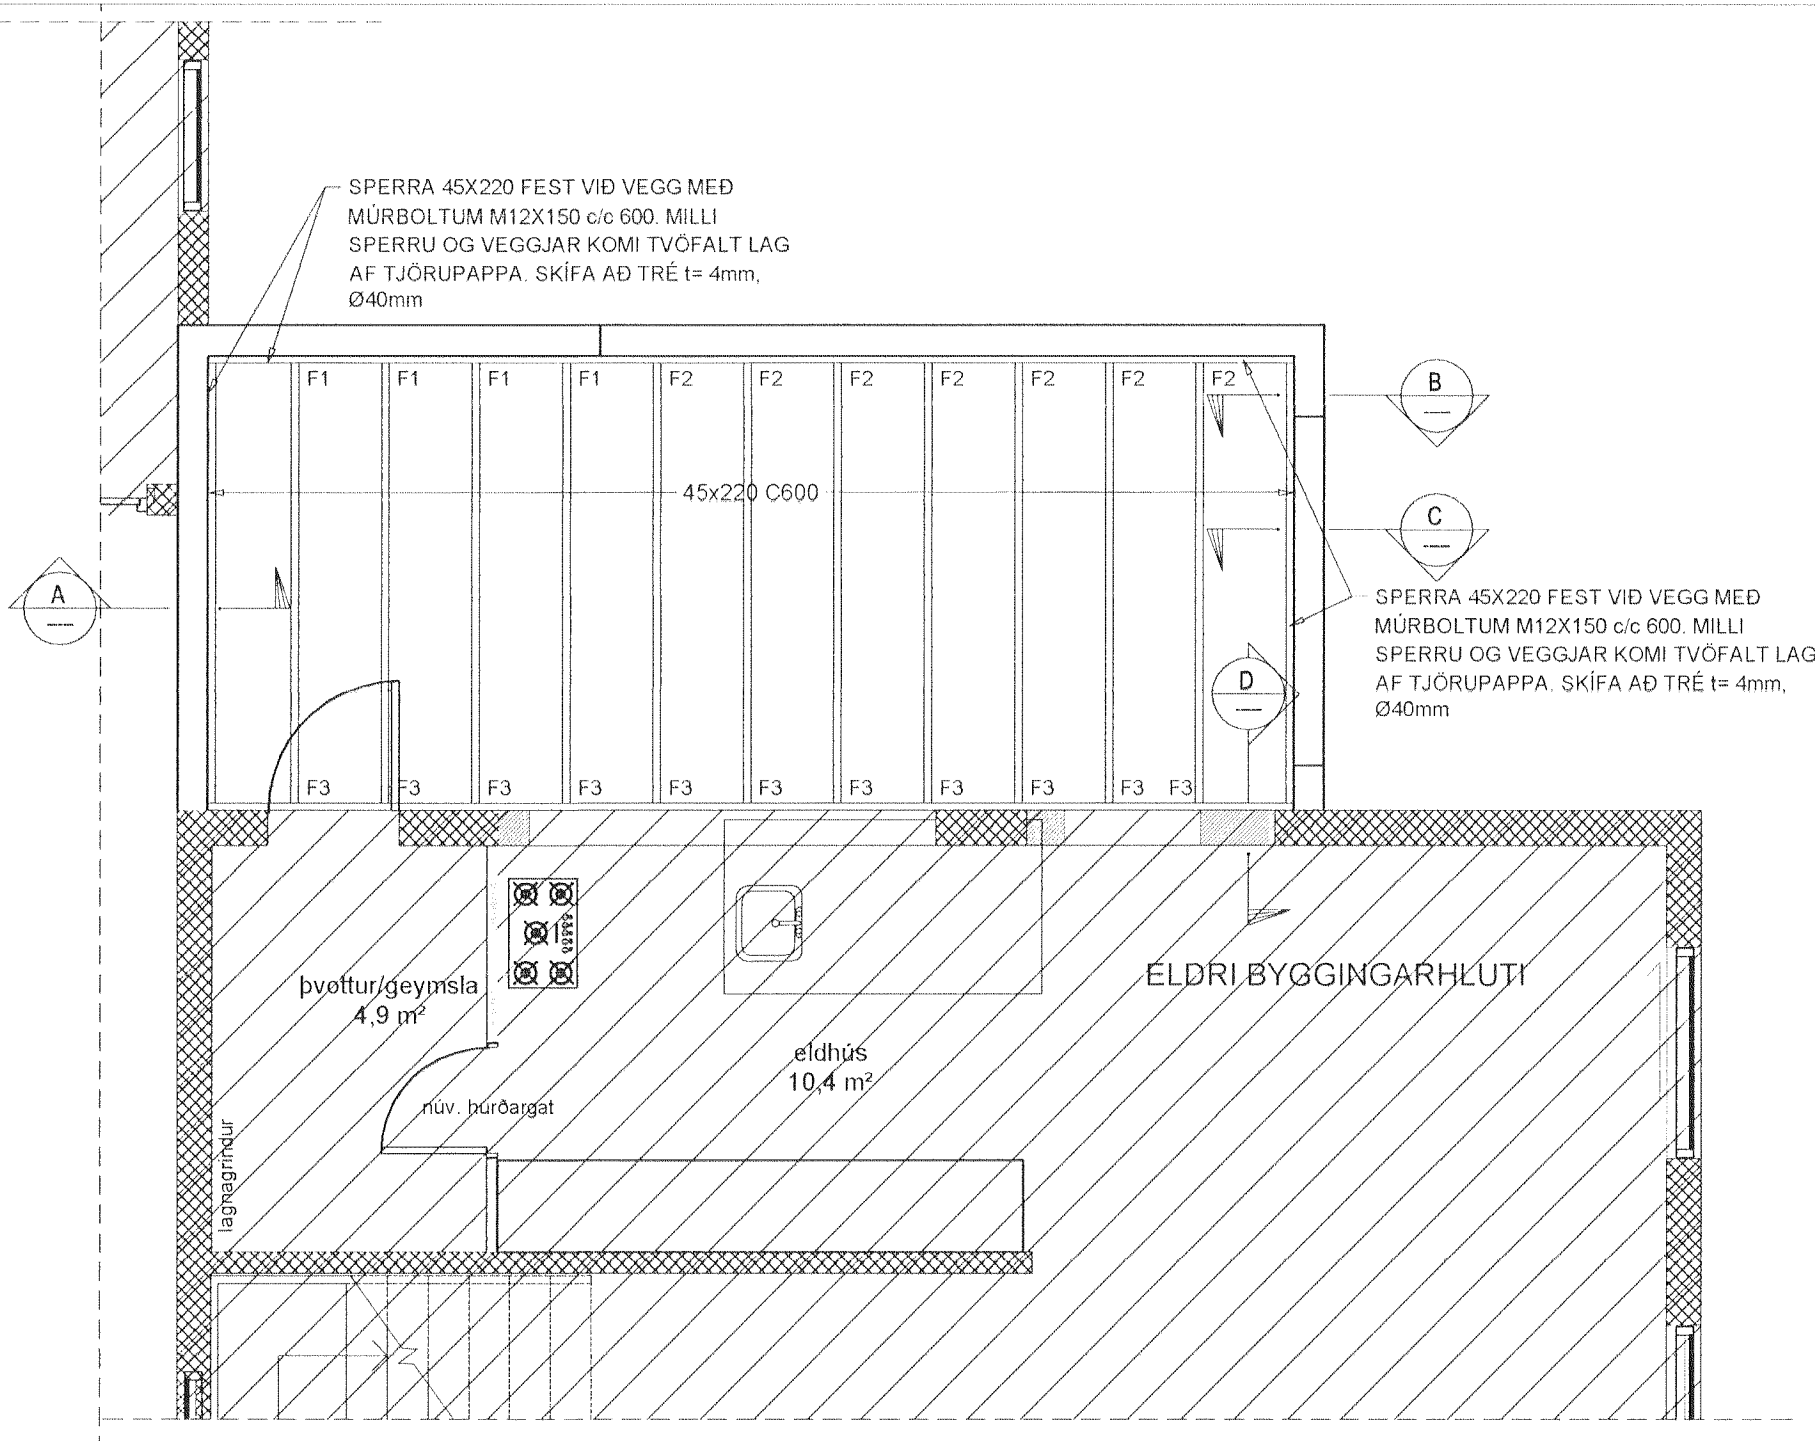 SPERRA 45X220 FEST VIÐ VEGG MEÐ
MÚRBOLTUM M12X150 c/c 600. MILLI
SPERRU OG VEGGJAR KOMI TVÖFALT LAG
AF TJÖRUPAPPA. SKÍFA AÐ TRÉ t= 4mm,
Ø40mm
F1 F1 F1 F1 F2 F2 F2 F2 F2 F2 F2
B
45x220 C600
C
A
SPERRA 45X220 FEST VIÐ VEGG MEÐ
MÚRBOLTUM M12X150 c/c 600. MILLI
SPERRU OG VEGGJAR KOMI TVÖFALT LAG
AF TJÖRUPAPPA. SKÍFA AÐ TRÉ t= 4mm,
Ø40mm
D
F3 F3 F3 F3 F3 F3 F3 F3 F3 F3 F3
þvottur/geymsla
4,9 m²
ELDRI BYGGINGARHLUTI
eldhús
10,4 m²
núv. hurðargat
lagnagrindur